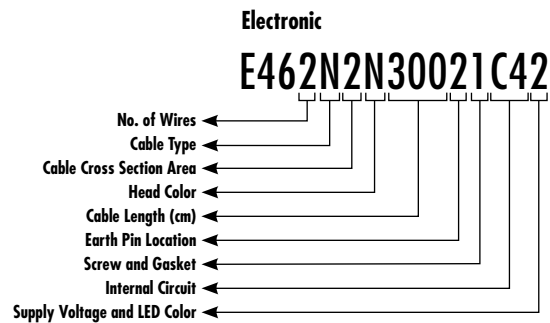 Electronic
E462N2N30021C42
No. of Wires
Cable Type
Cable Cross Section Area
Head Color
Cable Length (cm)
Earth Pin Location
Screw and Gasket
Internal Circuit
Supply Voltage and LED Color